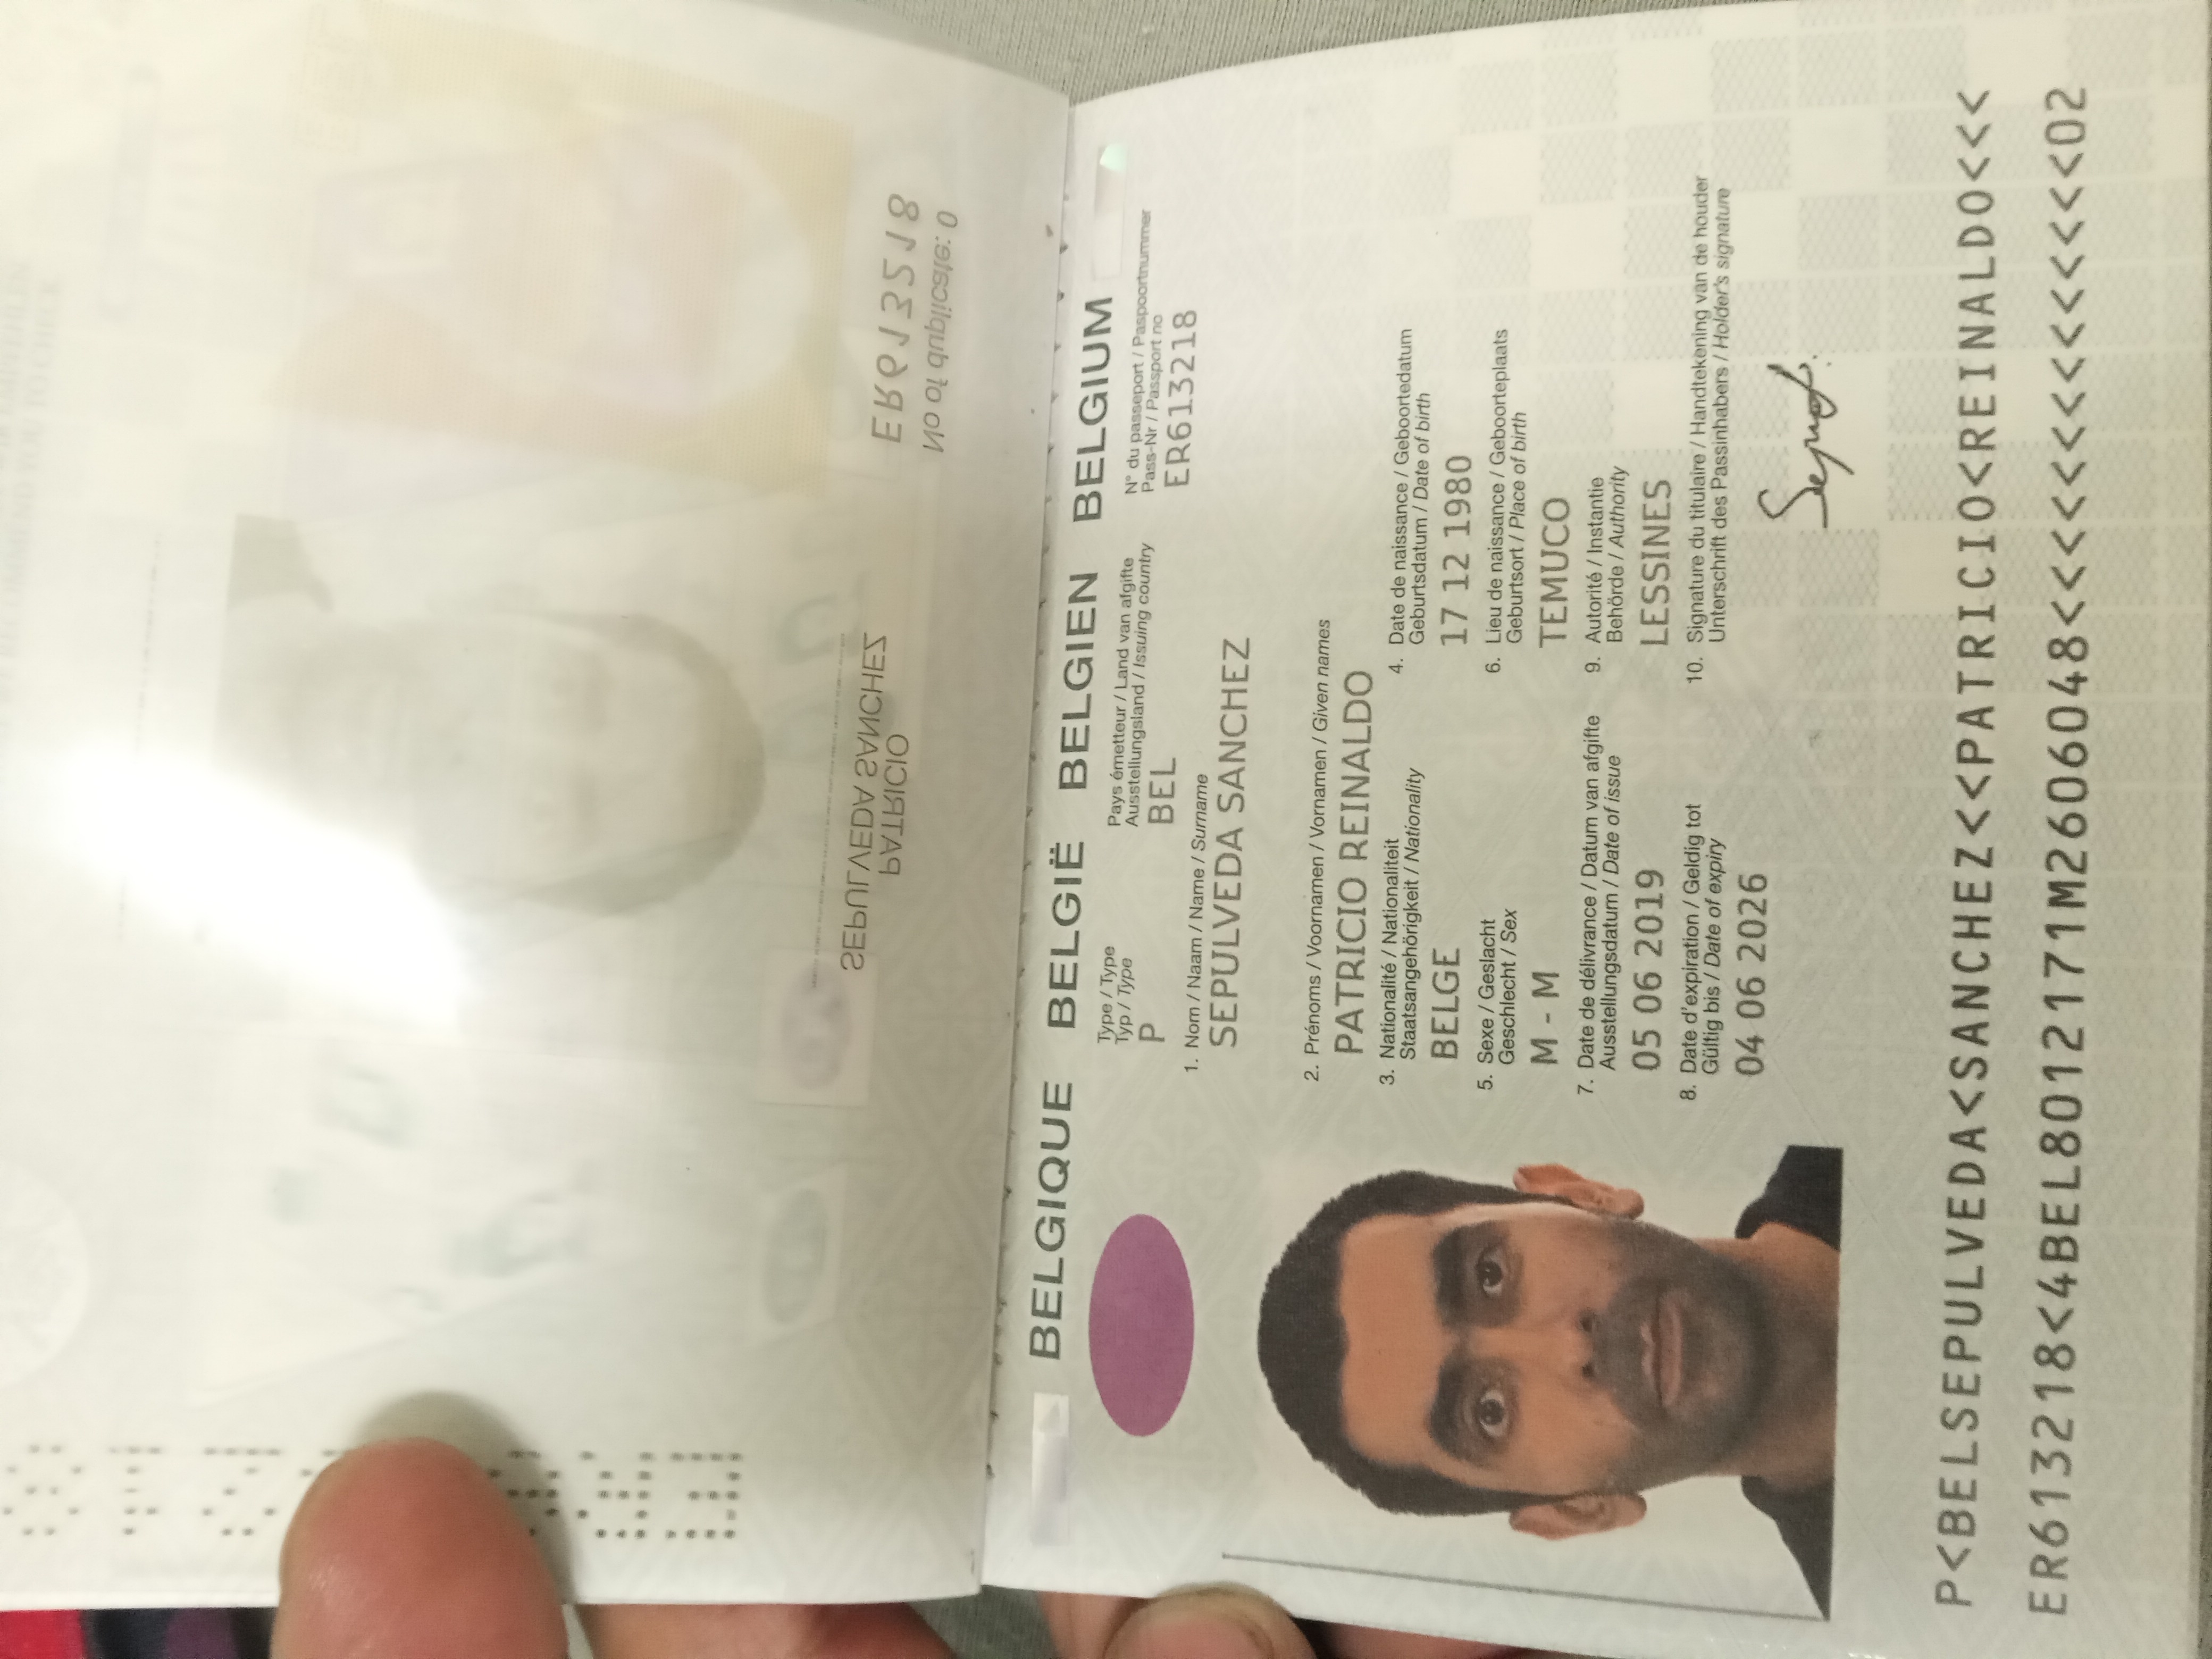 RECOMMEND YOU TO CHECK
SEPULVEDA SANCHEZ
PATRICIO
ER613218
No of duplicate: 0
BELGIQUE BELGIË BELGIEN BELGIUM
Type / Type
Typ / Type
P
Pays émetteur / Land van afgifte
Ausstellungsland / Issuing country
BEL
N° du passeport / Paspoortnummer
Pass-Nr / Passport no
ER613218
1. Nom / Naam / Name / Surname
SEPULVEDA SANCHEZ
2. Prénoms / Voornamen / Vornamen / Given names
PATRICIO REINALDO
3. Nationalité / Nationaliteit
Staatsangehörigkeit / Nationality
BELGE
4. Date de naissance / Geboortedatum
Geburtsdatum / Date of birth
17 12 1980
5. Sexe / Geslacht
Geschlecht / Sex
M - M
6. Lieu de naissance / Geboorteplaats
Geburtsort / Place of birth
TEMUCO
7. Date de délivrance / Datum van afgifte
Ausstellungsdatum / Date of issue
05 06 2019
9. Autorité / Instantie
Behörde / Authority
LESSINES
8. Date d'expiration / Geldig tot
Gültig bis / Date of expiry
04 06 2026
10. Signature du titulaire / Handtekening van de houder
Unterschrift des Passinhabers / Holder's signature
P<BELSEPULVEDA<SANCHEZ<<PATRICIO<REINALDO<<<
ER613218<4BEL8012171M2606048<<<<<<<<<<<<<<02